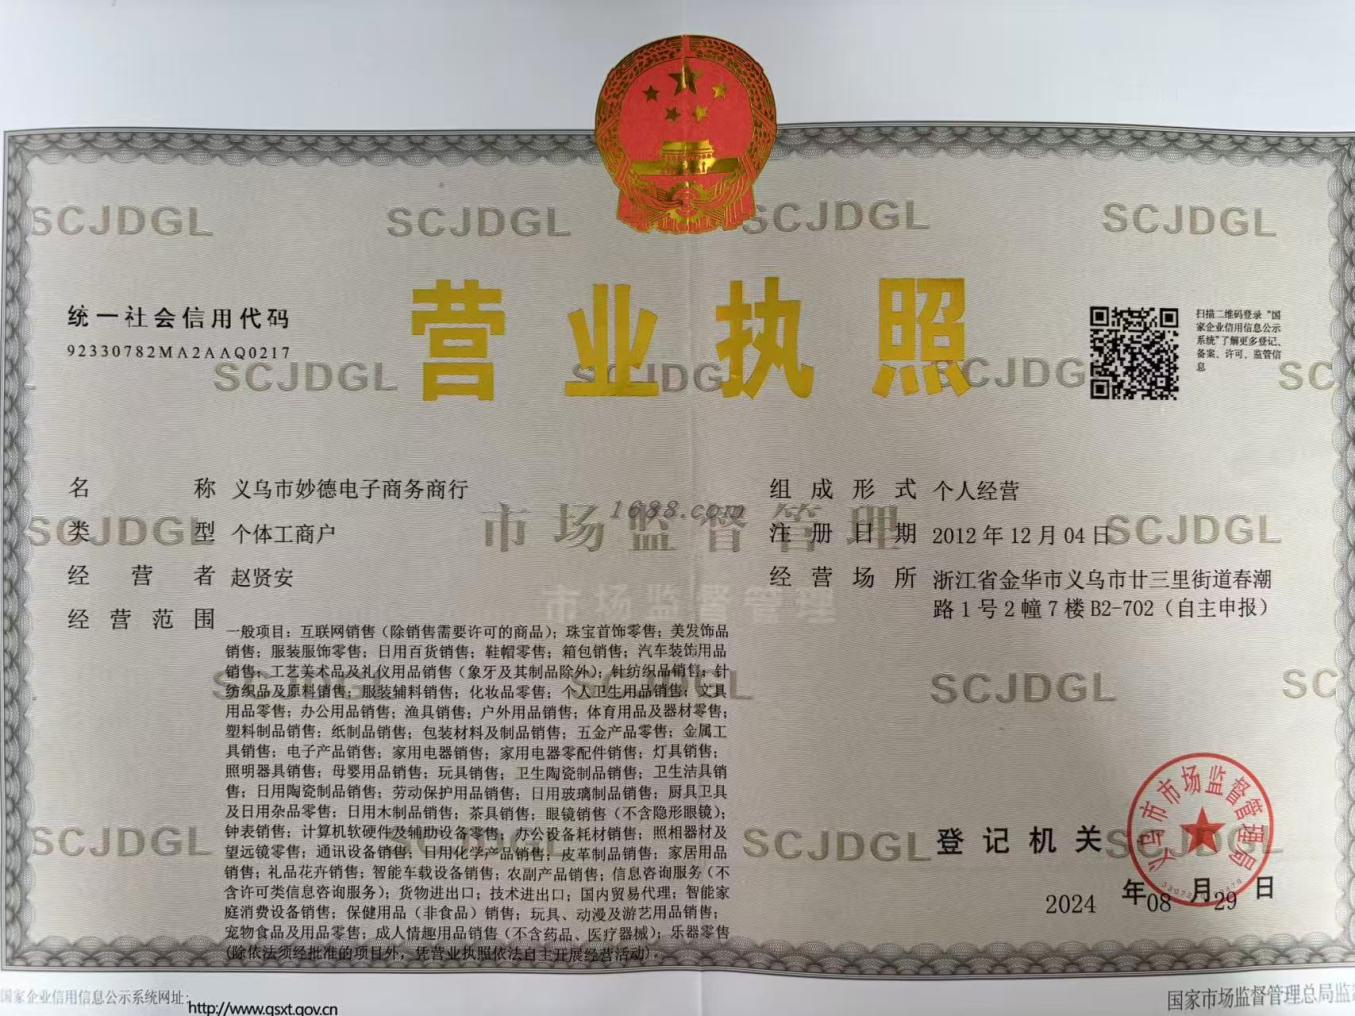 SCJDGL SCJDGL SCJDGL SCJDGL
营业执照
统一社会信用代码
92330782MA2AAQ0217
扫描二维码登录“国
家企业信用信息公示
系统”了解更多登记、
备案、许可、监管信
息
SCJDGL SCJDG SCJDG SC
名称 义乌市妙德电子商务商行
类型 个体工商户
经营者 赵贤安
经营范围
一般项目：互联网销售（除销售需要许可的商品）；珠宝首饰零售；美发饰品
销售；服装服饰零售；日用百货销售；鞋帽零售；箱包销售；汽车装饰用品
销售；工艺美术品及礼仪用品销售（象牙及其制品除外）；针纺织品销售；针
纺织品及原料销售；服装辅料销售；化妆品零售；个人卫生用品销售；文具
用品零售；办公用品销售；渔具销售；户外用品销售；体育用品及器材零售；
塑料制品销售；纸制品销售；包装材料及制品销售；五金产品零售；金属工
具销售；电子产品销售；家用电器销售；家用电器零配件销售；灯具销售；
照明器具销售；母婴用品销售；玩具销售；卫生陶瓷制品销售；卫生洁具销
售；日用陶瓷制品销售；劳动保护用品销售；日用玻璃制品销售；厨具卫具
及日用杂品零售；日用木制品销售；茶具销售；眼镜销售（不含隐形眼镜）；
钟表销售；计算机软硬件及辅助设备零售；办公设备耗材销售；照相器材及
望远镜零售；通讯设备销售；日用化学产品销售；皮革制品销售；家居用品
销售；礼品花卉销售；智能车载设备销售；农副产品销售；信息咨询服务（不
含许可类信息咨询服务）；货物进出口；技术进出口；国内贸易代理；智能家
庭消费设备销售；保健用品（非食品）销售；玩具、动漫及游艺用品销售；
宠物食品及用品零售；成人情趣用品销售（不含药品、医疗器械）；乐器零售
(除依法须经批准的项目外，凭营业执照依法自主开展经营活动)。
组成形式 个人经营
注册日期 2012年12月04日
经营场所 浙江省金华市义乌市廿三里街道春潮
路1号2幢7楼B2-702（自主申报）
1688.com
市场监督管理
市场监督管理
SCJDGL SCJDGL
SCJDGL SC
SCJDGL SCJDGL
登记机关
义乌市市场监督管理局
2024年08月29日
国家企业信用信息公示系统网址：
http://www.gsxt.gov.cn
国家市场监督管理总局监